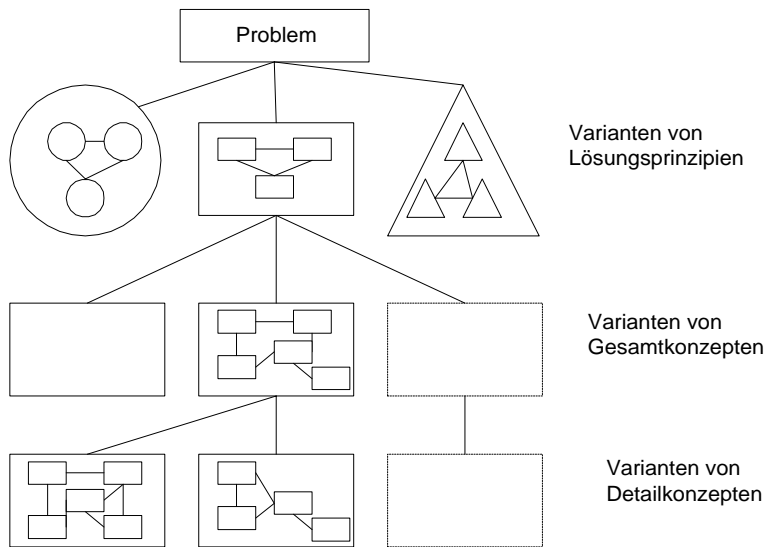 Problem
Varianten von
Lösungsprinzipien
Varianten von
Gesamtkonzepten
Varianten von
Detailkonzepten